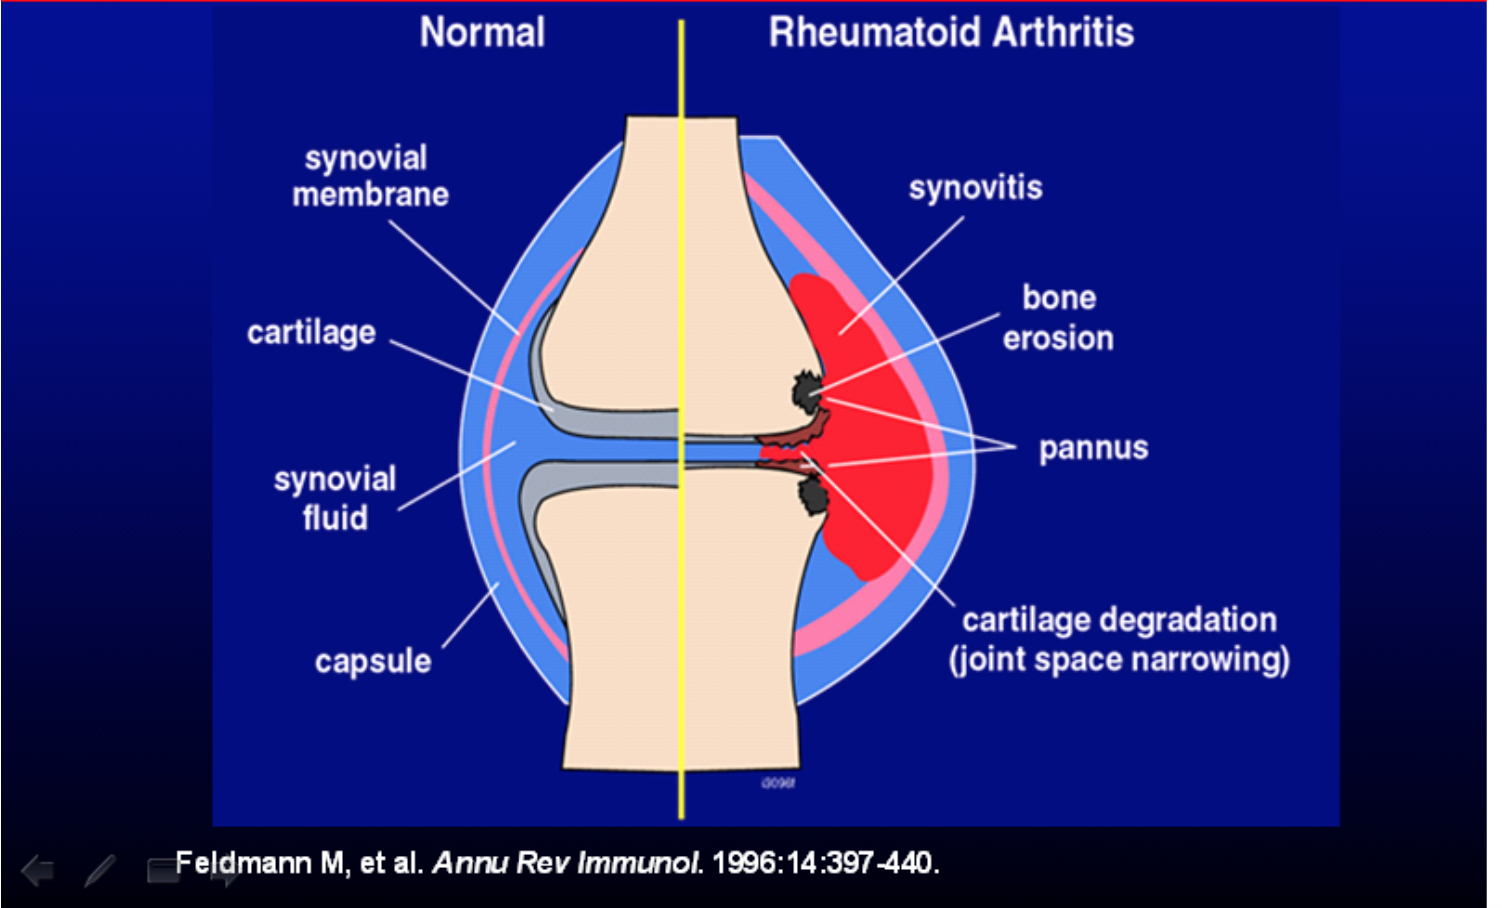 Normal
Rheumatoid Arthritis
synovial
membrane
cartilage
synovial
fluid
capsule
synovitis
bone
erosion
pannus
cartilage degradation
(joint space narrowing)
Feldmann M, et al. Annu Rev Immunol. 1996:14:397-440.